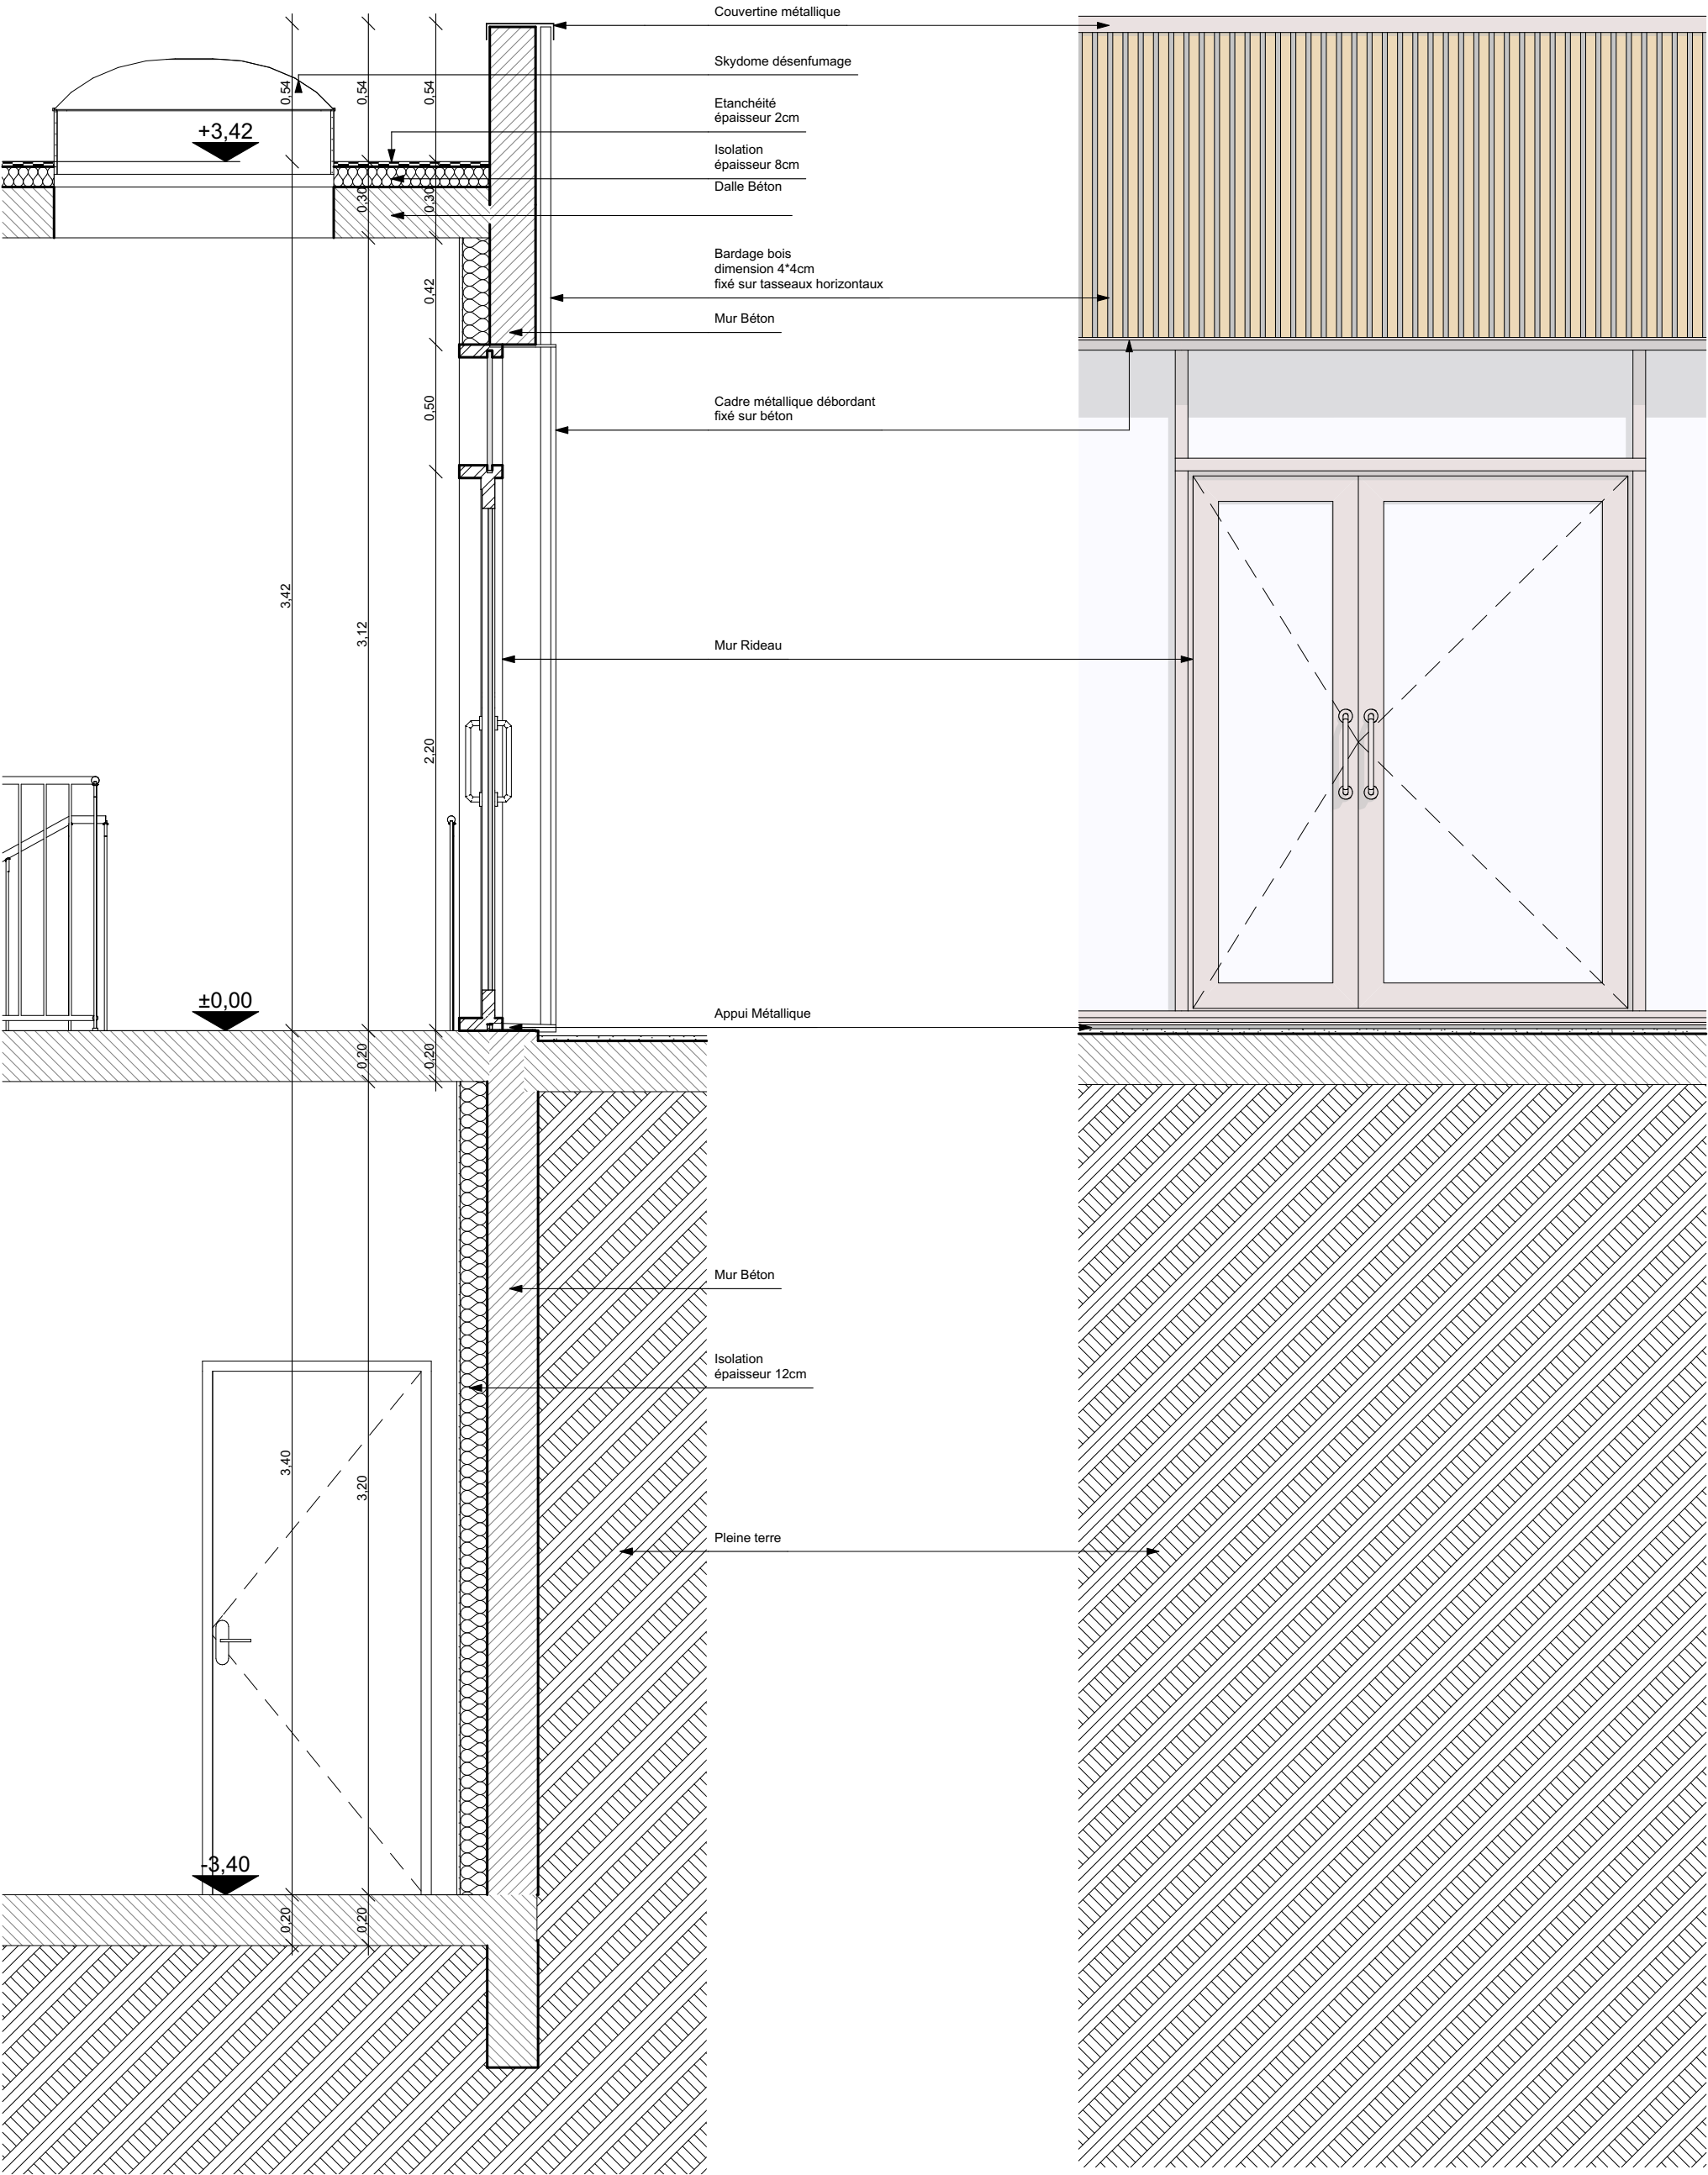 Couvertine métallique
Skydome désenfumage
0,54
0,54
0,54
Etanchéité
épaisseur 2cm
+3,42
Isolation
épaisseur 8cm
Dalle Béton
0,30
0,30
Bardage bois
dimension 4*4cm
fixé sur tasseaux horizontaux
0,42
Mur Béton
Cadre métallique débordant
fixé sur béton
0,50
3,42
3,12
Mur Rideau
2,20
±0,00
Appui Métallique
0,20
0,20
Mur Béton
Isolation
épaisseur 12cm
3,40
3,20
Pleine terre
-3,40
0,20
0,20